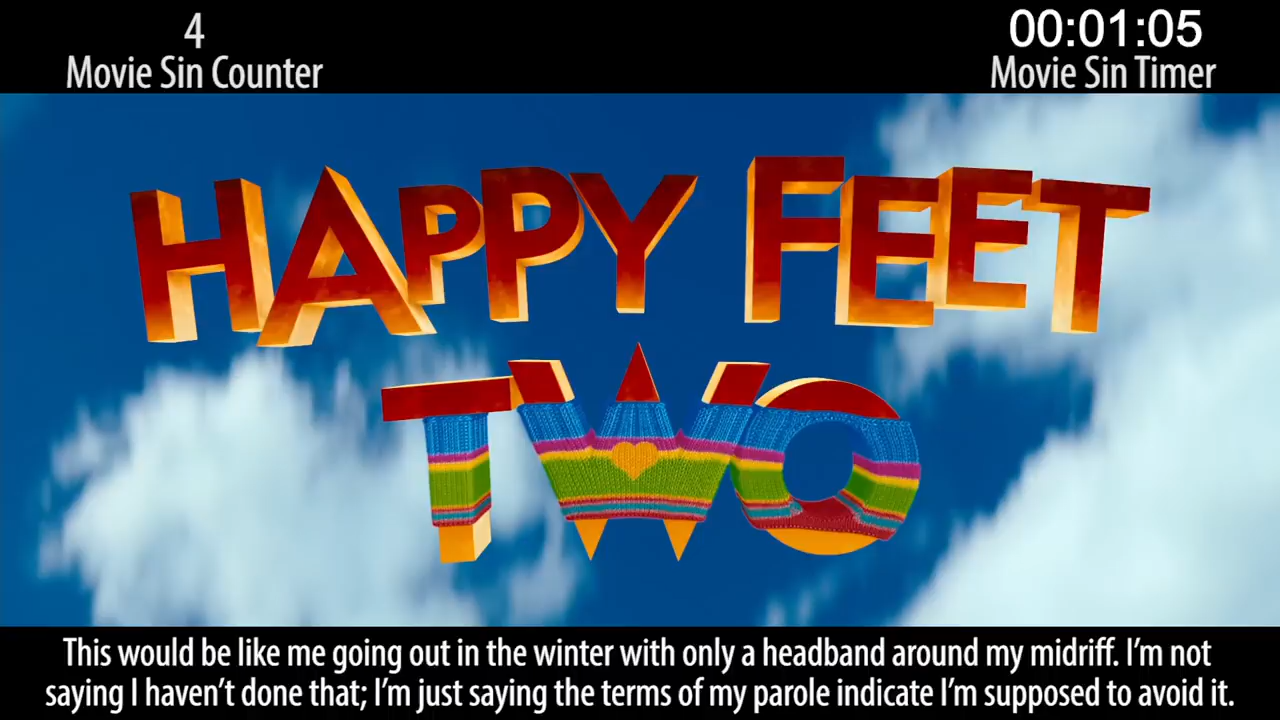 4
Movie Sin Counter
00:01:05
Movie Sin Timer
HAPPY FEET
TWO
This would be like me going out in the winter with only a headband around my midriff. I'm not
saying I haven't done that; I'm just saying the terms of my parole indicate I'm supposed to avoid it.